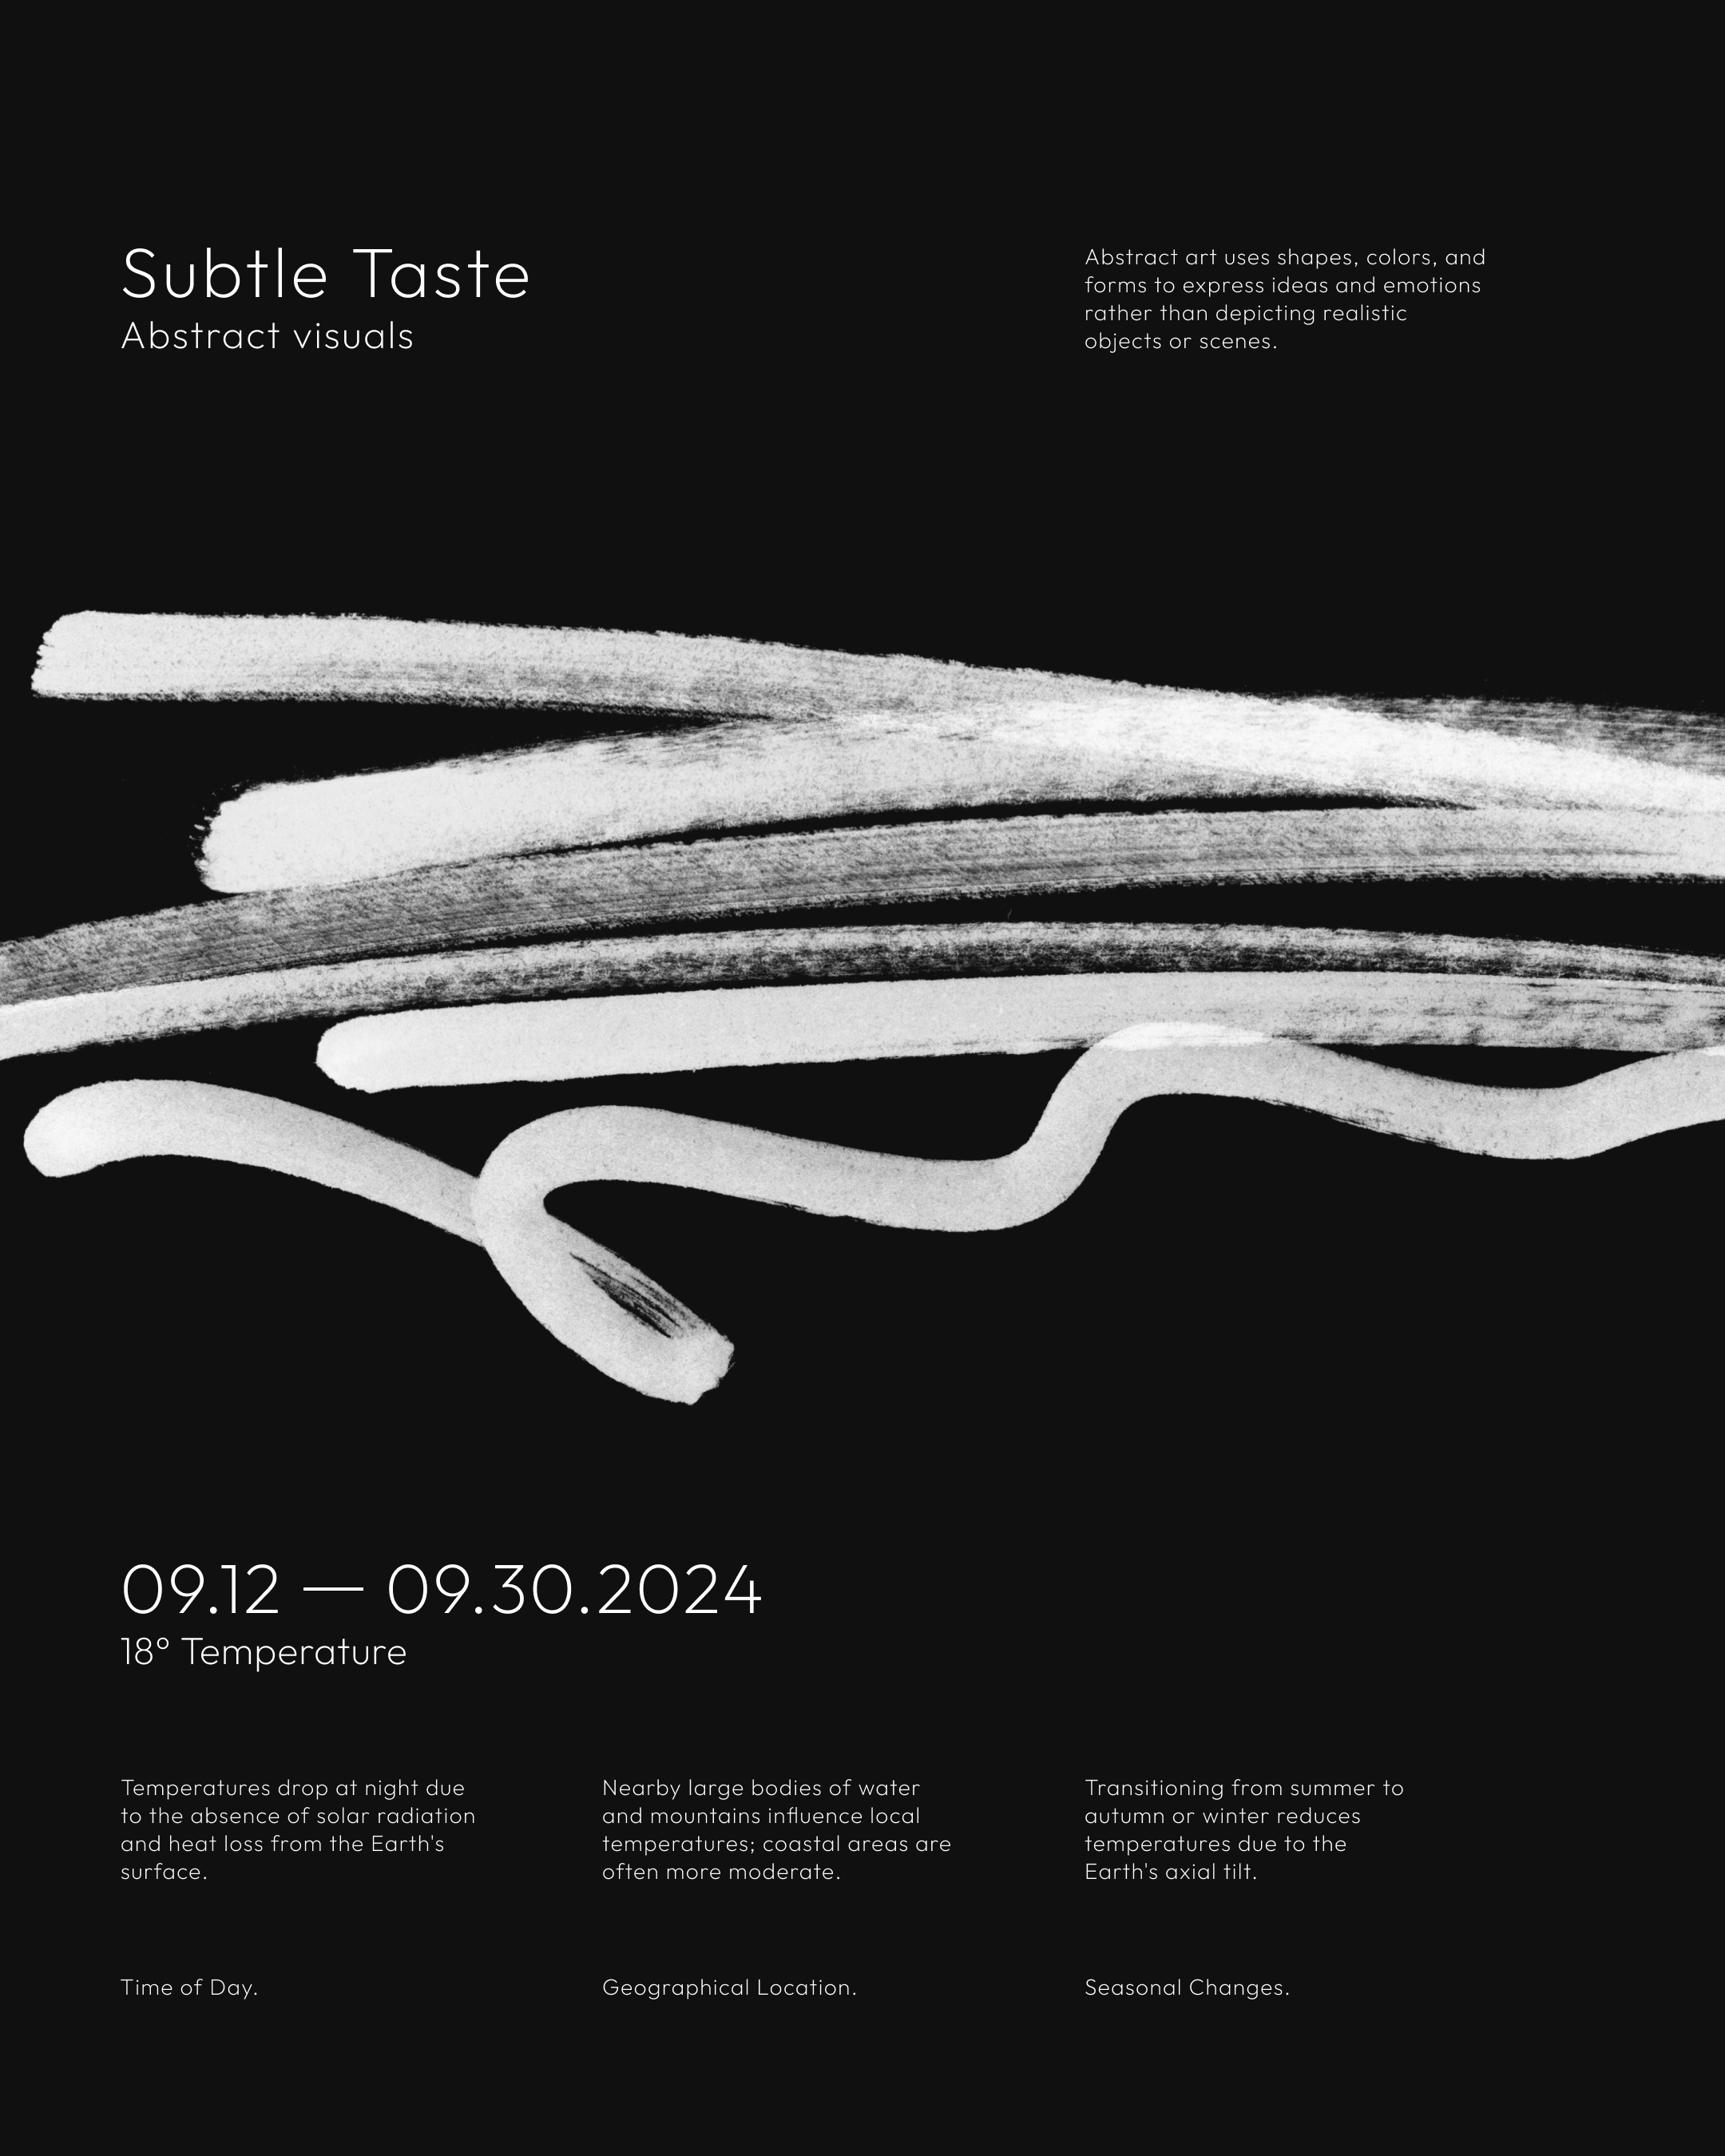 Subtle Taste
Abstract visuals
Abstract art uses shapes, colors, and
forms to express ideas and emotions
rather than depicting realistic
objects or scenes.
09.12 — 09.30.2024
18° Temperature
Temperatures drop at night due
to the absence of solar radiation
and heat loss from the Earth's
surface.
Nearby large bodies of water
and mountains influence local
temperatures; coastal areas are
often more moderate.
Transitioning from summer to
autumn or winter reduces
temperatures due to the
Earth's axial tilt.
Time of Day.
Geographical Location.
Seasonal Changes.